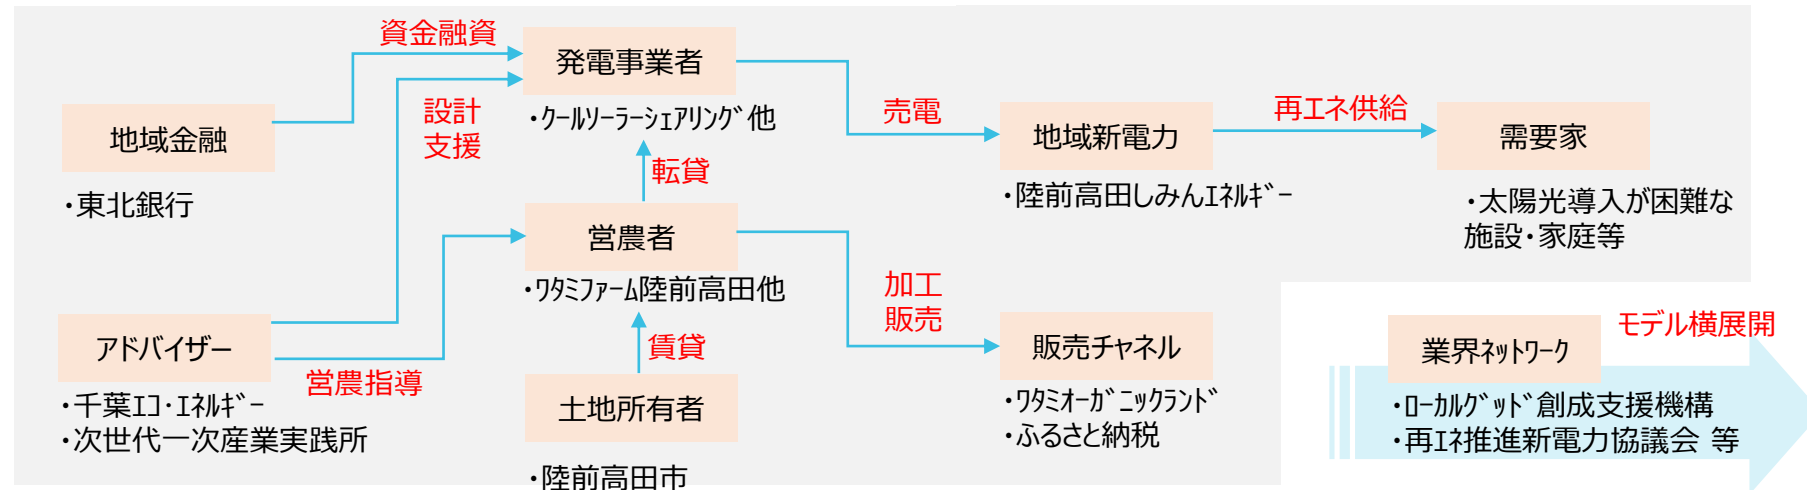 資金融資
発電事業者
・ｸｰﾙｿｰﾗｰｼｪｱﾘﾝｸﾞ他
設計
支援
地域金融
・東北銀行
売電
地域新電力
・陸前高田しみんｴﾈﾙｷﾞｰ
再エネ供給
需要家
・太陽光導入が困難な
施設・家庭等
転貸
営農者
・ﾜﾀﾐﾌｧｰﾑ陸前高田他
加工
販売
アドバイザー
・千葉ｴｺ・ｴﾈﾙｷﾞｰ
・次世代一次産業実践所
営農指導
賃貸
土地所有者
・陸前高田市
販売チャネル
・ﾜﾀﾐｵｰｶﾞﾆｯｸﾗﾝﾄﾞ
・ふるさと納税
モデル横展開
業界ﾈｯﾄﾜｰｸ
・ﾛｰｶﾙｸﾞｯﾄﾞ創成支援機構
・再ｴﾈ推進新電力協議会 等